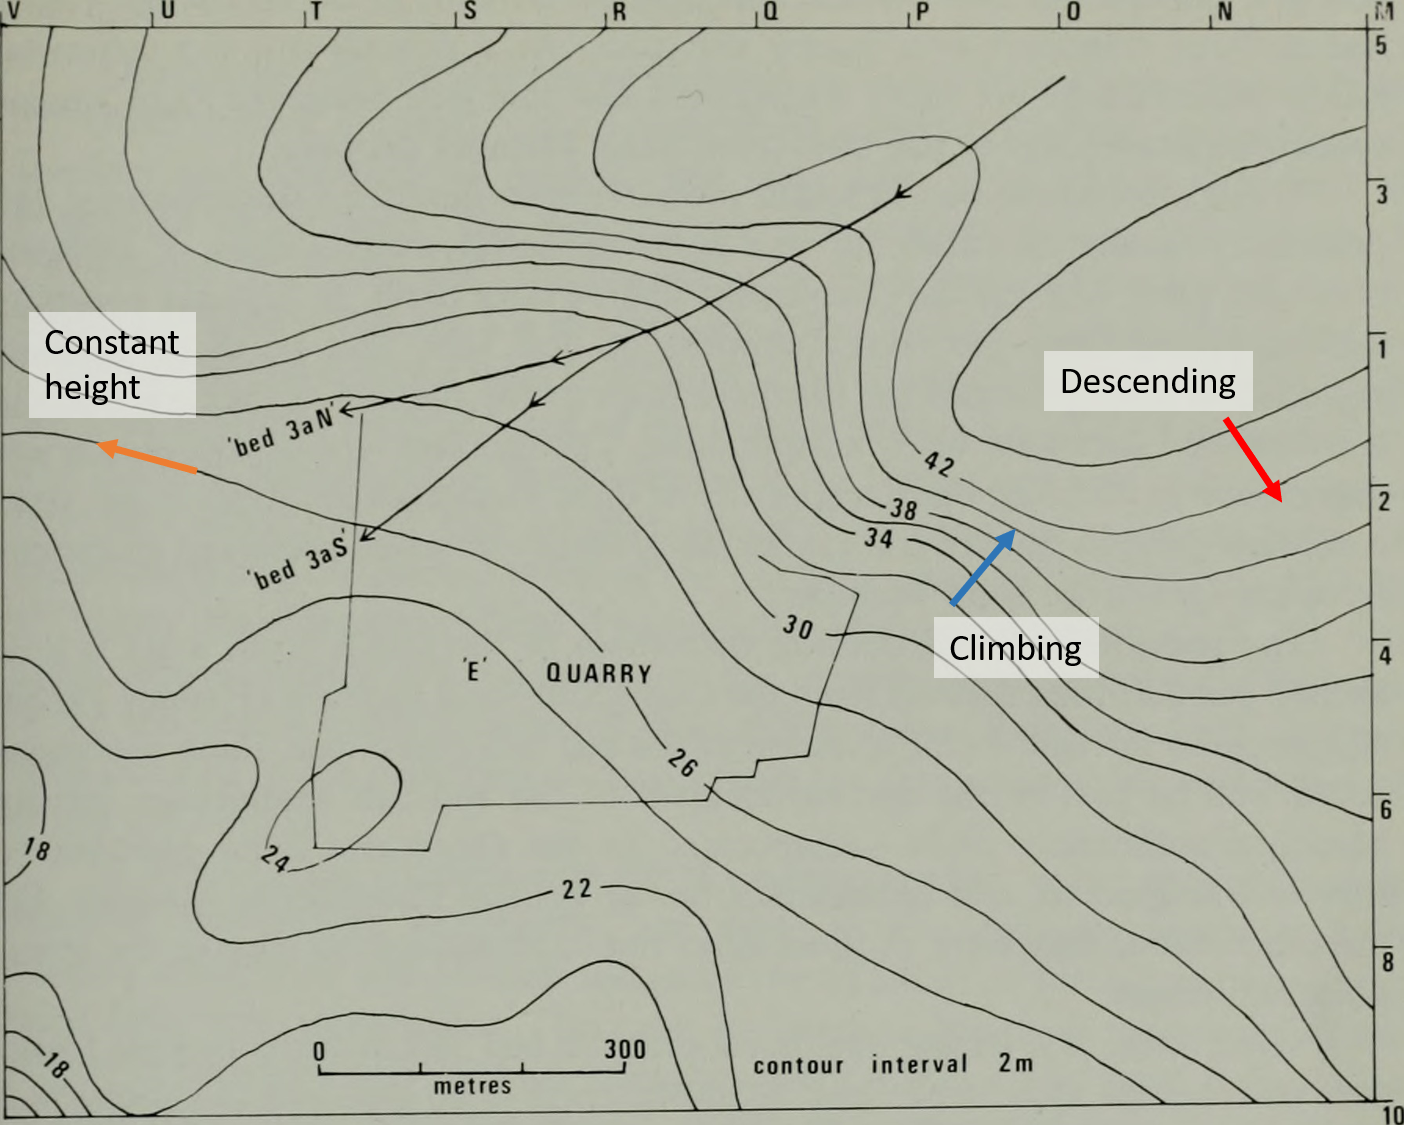 V U T S R Q P O N M
5
3
Constant
height
1
Descending
'bed 3aN'
42
38
2
34
'bed 3aS'
30
Climbing
4
'E' QUARRY
26
6
18
24
22
8
18
0 300
metres
contour interval 2m
10